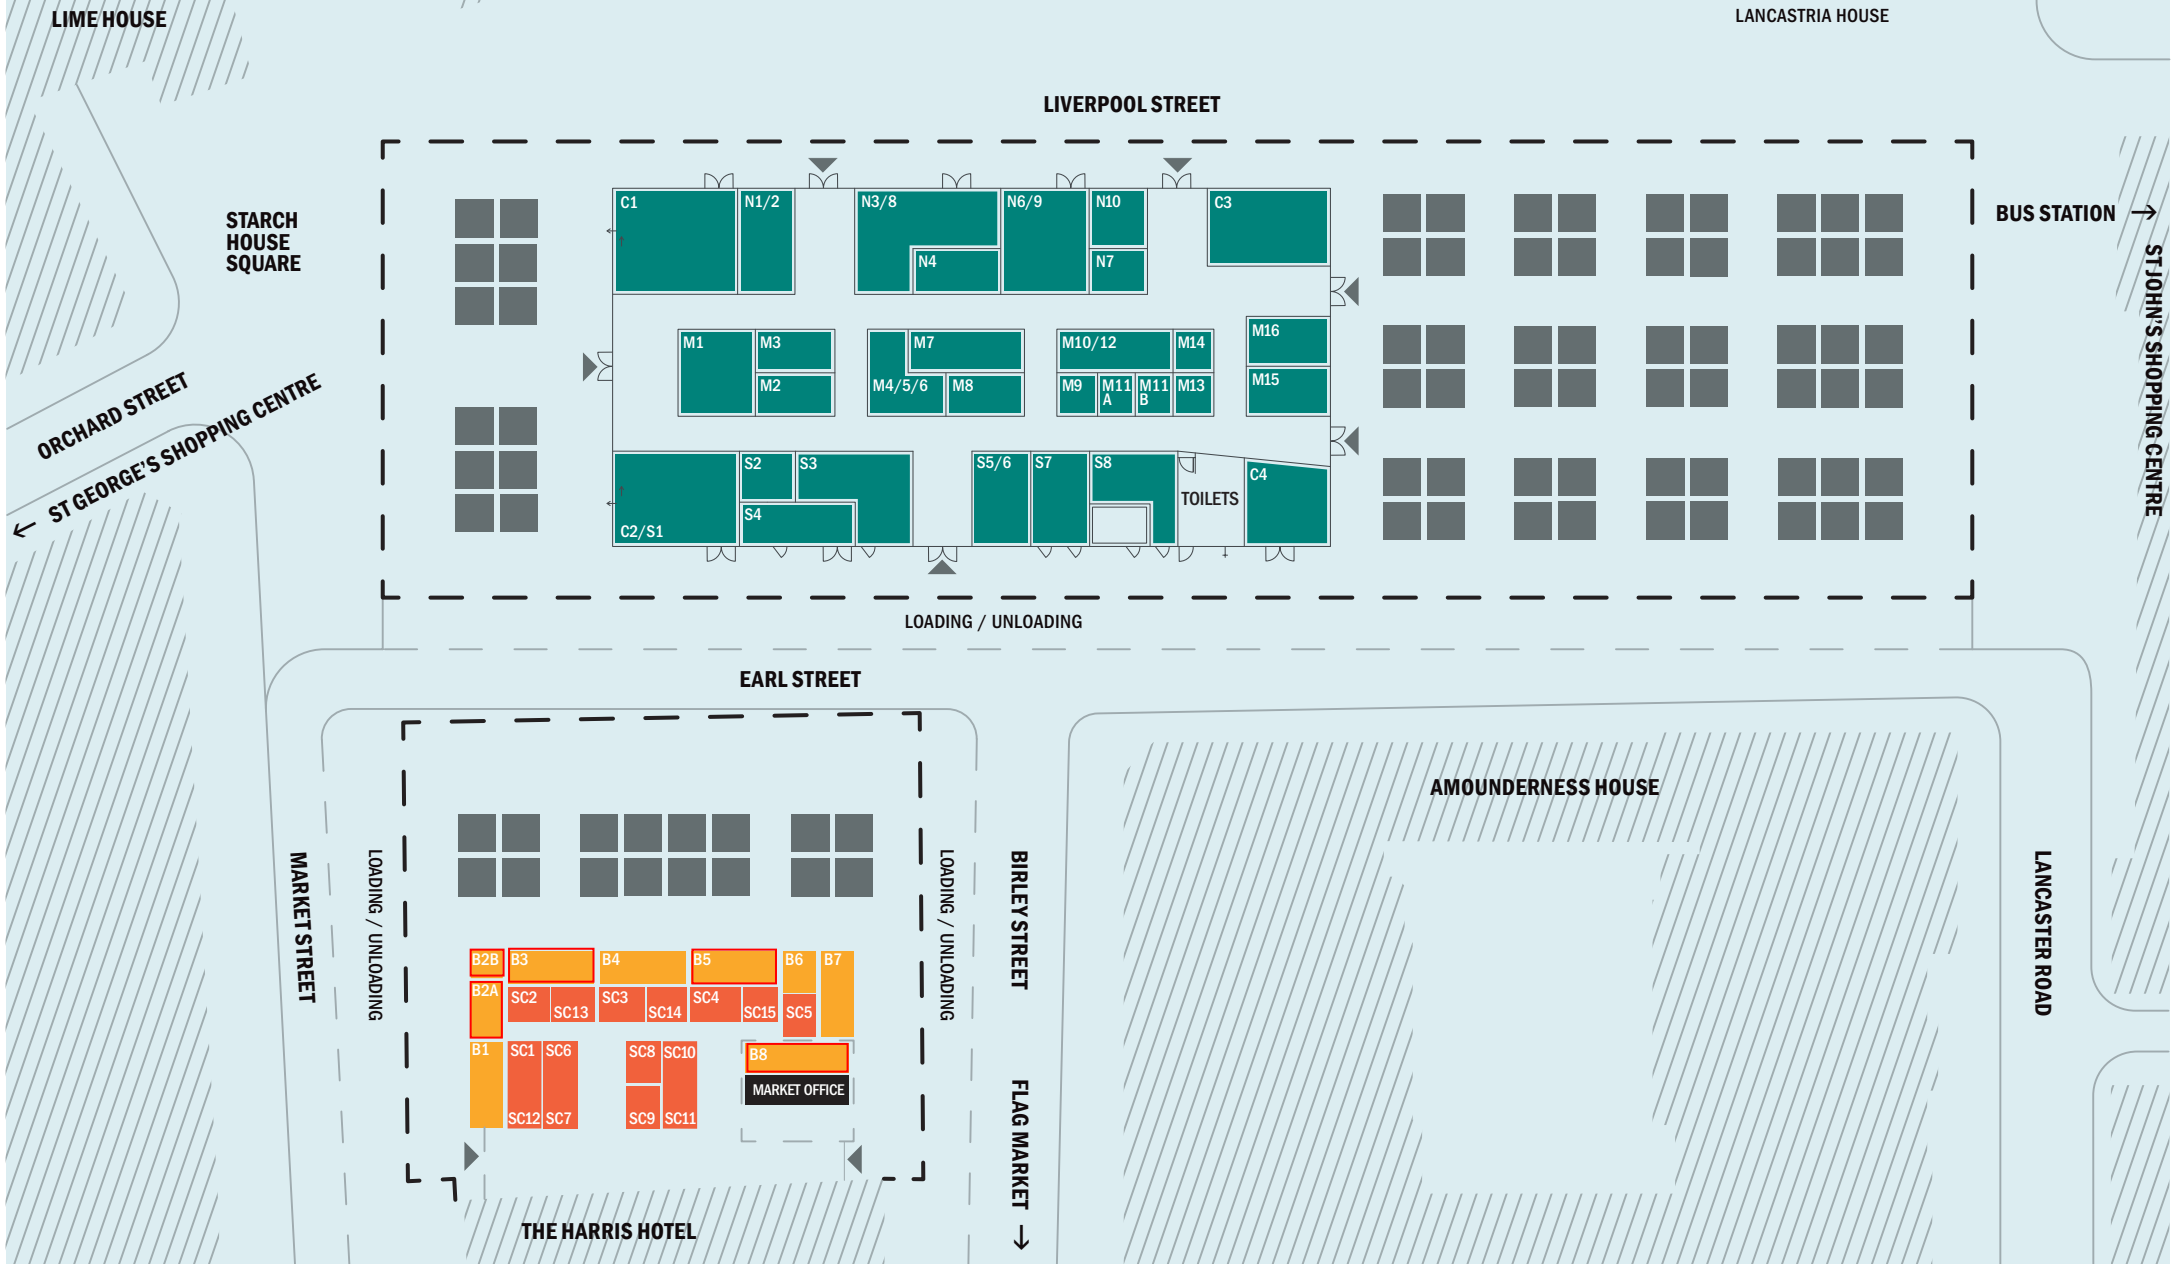 LIME HOUSE
LANCASTRIA HOUSE
LIVERPOOL STREET
STARCH
HOUSE
SQUARE
BUS STATION →
ST JOHN'S SHOPPING CENTRE
ORCHARD STREET
← ST GEORGE'S SHOPPING CENTRE
C1
N1/2
N3/8
N4
N6/9
N10
N7
C3
M1
M3
M2
M7
M4/5/6
M8
M10/12
M14
M9
M11
A
M11
B
M13
M16
M15
C2/S1
S2
S3
S4
S5/6
S7
S8
TOILETS
C4
LOADING / UNLOADING
EARL STREET
AMOUNDERNESS HOUSE
MARKET STREET
LOADING / UNLOADING
LOADING / UNLOADING
BIRLEY STREET
FLAG MARKET →
LANCASTER ROAD
B2B
B3
B4
B5
B6
B7
B2A
SC2
SC13
SC3
SC14
SC4
SC15
SC5
B1
SC1
SC6
SC8
SC10
B8
MARKET OFFICE
SC12
SC7
SC9
SC11
THE HARRIS HOTEL